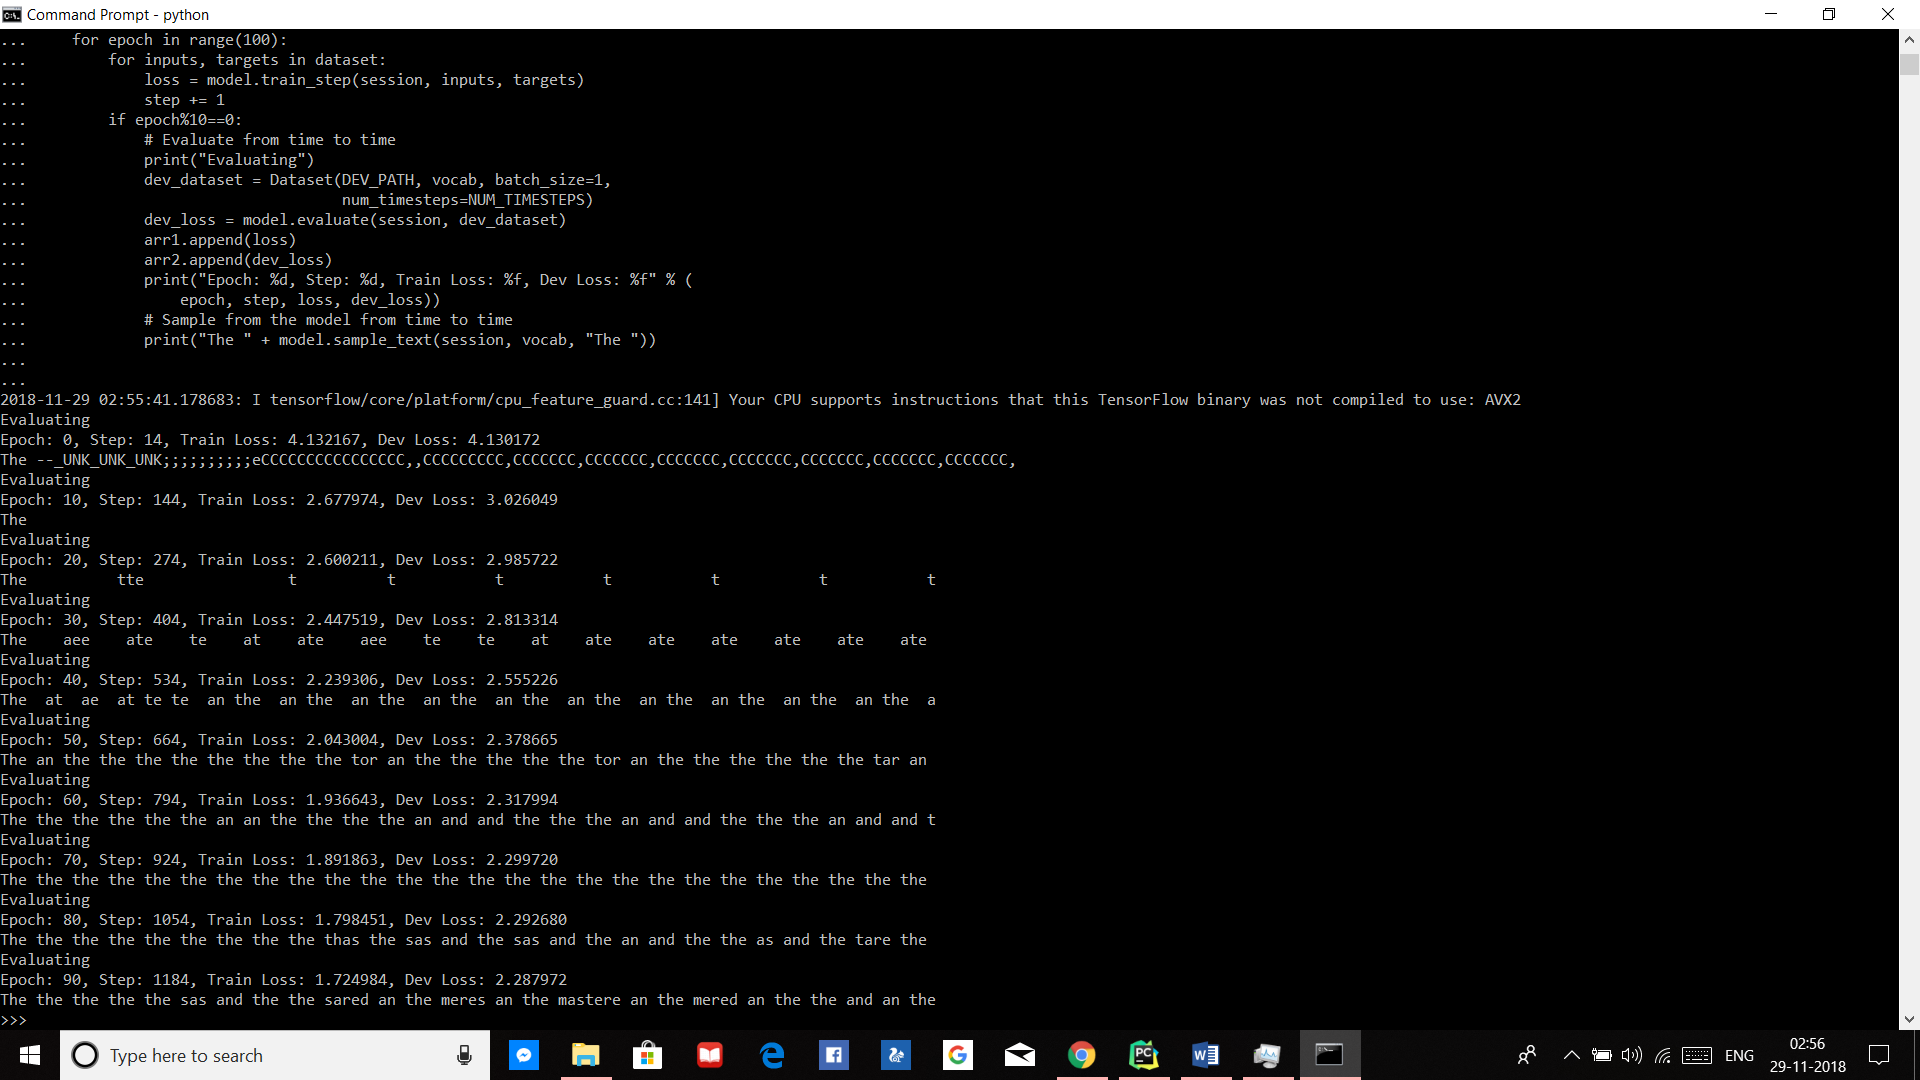 Command Prompt - python
...     for epoch in range(100):
...         for inputs, targets in dataset:
...             loss = model.train_step(session, inputs, targets)
...             step += 1
...         if epoch%10==0:
...             # Evaluate from time to time
...             print("Evaluating")
...             dev_dataset = Dataset(DEV_PATH, vocab, batch_size=1,
...                                   num_timesteps=NUM_TIMESTEPS)
...             dev_loss = model.evaluate(session, dev_dataset)
...             arr1.append(loss)
...             arr2.append(dev_loss)
...             print("Epoch: %d, Step: %d, Train Loss: %f, Dev Loss: %f" % (
...                 epoch, step, loss, dev_loss))
...             # Sample from the model from time to time
...             print("The " + model.sample_text(session, vocab, "The "))
...
...
2018-11-29 02:55:41.178683: I tensorflow/core/platform/cpu_feature_guard.cc:141] Your CPU supports instructions that this TensorFlow binary was not compiled to use: AVX2
Evaluating
Epoch: 0, Step: 14, Train Loss: 4.132167, Dev Loss: 4.130172
The --_UNK_UNK_UNK;;;;;;;;;;eCCCCCCCCCCCCCCCC,,CCCCCCCCC,CCCCCCC,CCCCCCC,CCCCCCC,CCCCCCC,CCCCCCC,CCCCCCC,CCCCCCC,
Evaluating
Epoch: 10, Step: 144, Train Loss: 2.677974, Dev Loss: 3.026049
The
Evaluating
Epoch: 20, Step: 274, Train Loss: 2.600211, Dev Loss: 2.985722
The          tte                t          t           t           t           t           t           t
Evaluating
Epoch: 30, Step: 404, Train Loss: 2.447519, Dev Loss: 2.813314
The    aee    ate    te    at    ate    aee    te    te    at    ate    ate    ate    ate    ate    ate
Evaluating
Epoch: 40, Step: 534, Train Loss: 2.239306, Dev Loss: 2.555226
The  at  ae  at te te  an the  an the  an the  an the  an the  an the  an the  an the  an the  an the  a
Evaluating
Epoch: 50, Step: 664, Train Loss: 2.043004, Dev Loss: 2.378665
The an the the the the the the the the tor an the the the the the tor an the the the the the the tar an
Evaluating
Epoch: 60, Step: 794, Train Loss: 1.936643, Dev Loss: 2.317994
The the the the the the an an the the the the an and and the the the an and and the the the an and and t
Evaluating
Epoch: 70, Step: 924, Train Loss: 1.891863, Dev Loss: 2.299720
The the the the the the the the the the the the the the the the the the the the the the the the the the
Evaluating
Epoch: 80, Step: 1054, Train Loss: 1.798451, Dev Loss: 2.292680
The the the the the the the the the thas the sas and the sas and the an and the the as and the tare the
Evaluating
Epoch: 90, Step: 1184, Train Loss: 1.724984, Dev Loss: 2.287972
The the the the the sas and the the sared an the meres an the mastere an the mered an the the and an the
>>>
Type here to search
ENG
02:56
29-11-2018